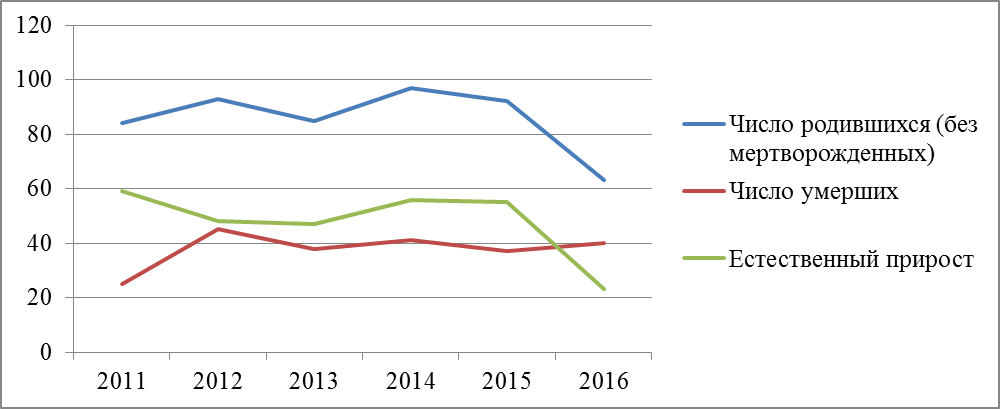 120
100
80
60
40
20
0
2011 2012 2013 2014 2015 2016
Число родившихся (без
мертворожденных)
Число умерших
Естественный прирост